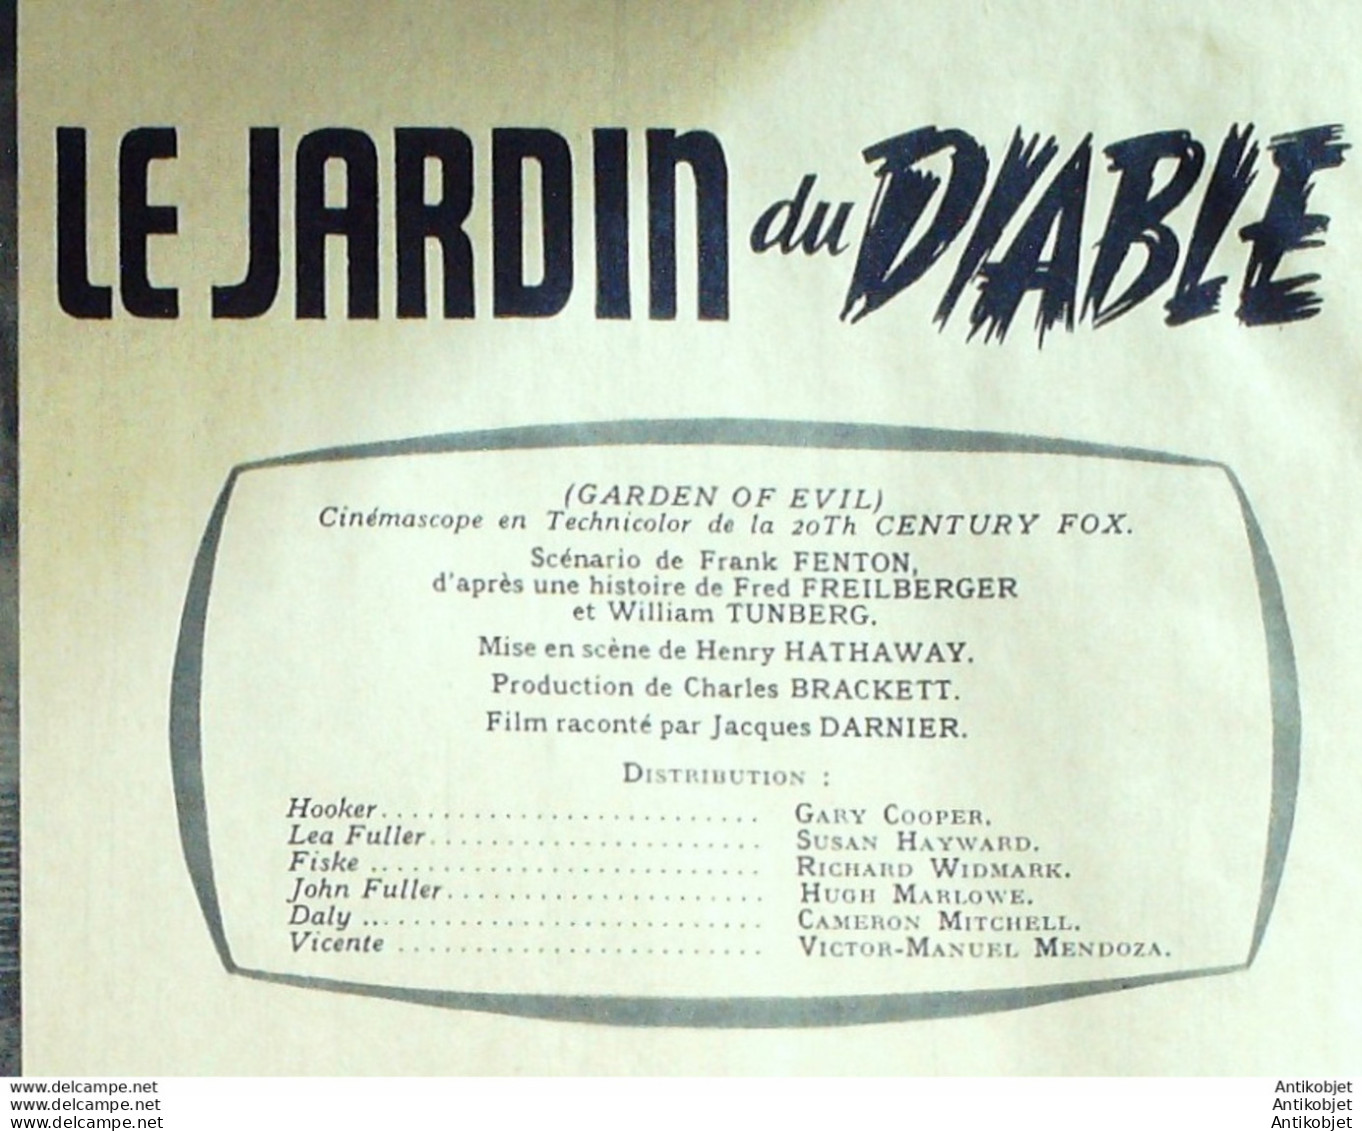 LE JARDIN du DIABLE
(GARDEN OF EVIL)
Cinémascope en Technicolor de la 20Th CENTURY FOX.
Scénario de Frank FENTON,
d'après une histoire de Fred FREILBERGER
et William TUNBERG.
Mise en scène de Henry HATHAWAY.
Production de Charles BRACKETT.
Film raconté par Jacques DARNIER.
DISTRIBUTION :
Hooker........................... GARY COOPER.
Lea Fuller........................ SUSAN HAYWARD.
Fiske ............................ RICHARD WIDMARK.
John Fuller....................... HUGH MARLOWE.
Daly ............................. CAMERON MITCHELL.
Vicente .......................... VICTOR-MANUEL MENDOZA.
www.delcampe.net Antikobjet
www.delcampe.net Antikobjet
www.delcampe.net Antikobjet